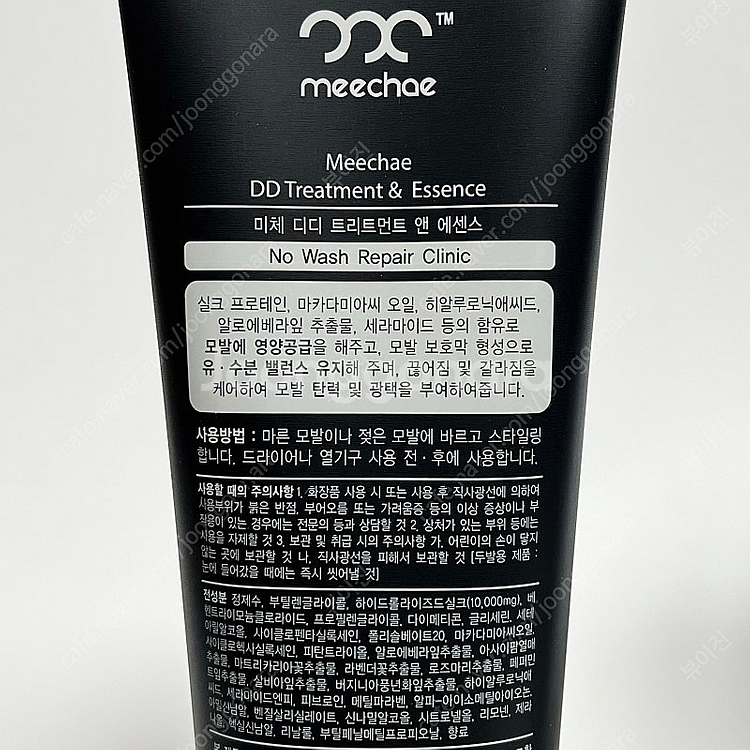 TM
meechae
Meechae
DD Treatment & Essence
미체 디디 트리트먼트 앤 에센스
No Wash Repair Clinic
실크 프로테인, 마카다미아씨 오일, 히알루로닉애씨드,
알로에베라잎 추출물, 세라마이드 등의 함유로
모발에 영양공급을 해주고, 모발 보호막 형성으로
유·수분 밸런스 유지해 주며, 끊어짐 및 갈라짐을
케어하여 모발 탄력 및 광택을 부여하여줍니다.
사용방법 : 마른 모발이나 젖은 모발에 바르고 스타일링
합니다. 드라이어나 열기구 사용 전·후에 사용합니다.
사용할 때의 주의사항 1. 화장품 사용 시 또는 사용 후 직사광선에 의하여
사용부위가 붉은 반점, 부어오름 또는 가려움증 등의 이상 증상이나 부
작용이 있는 경우에는 전문의 등과 상담할 것 2. 상처가 있는 부위 등에는
사용을 자제할 것 3. 보관 및 취급 시의 주의사항 가. 어린이의 손이 닿지
않는 곳에 보관할 것 나. 직사광선을 피해서 보관할 것 [두발용 제품 :
눈에 들어갔을 때에는 즉시 씻어낼 것]
전성분 정제수, 부틸렌글라이콜, 하이드롤라이즈드실크(10,000mg), 베
헨트라이모늄클로라이드, 프로필렌글라이콜, 다이메티콘, 글리세린, 세테
아릴알코올, 사이클로펜타실록세인, 폴리솔베이트20, 마카다미아씨오일,
사이클로헥사실록세인, 피탄트라이올, 알로에베라잎추출물, 아사이팜열매
추출물, 마트리카리아꽃추출물, 라벤더꽃추출물, 로즈마리추출물, 페퍼민
트잎추출물, 살비아잎추출물, 버지니아풍년화잎추출물, 하이알루로닉애
씨드, 세라마이드엔피, 피브로인, 메틸파라벤, 알파-아이소메틸아이오논,
아밀신남알, 벤질살리실레이트, 신나밀알코올, 시트로넬올, 리모넨, 제라
니올, 헥실신남알, 리날룰, 부틸페닐메틸프로피오날, 향료
cafe.naver.com/joonggonara
뷰이진